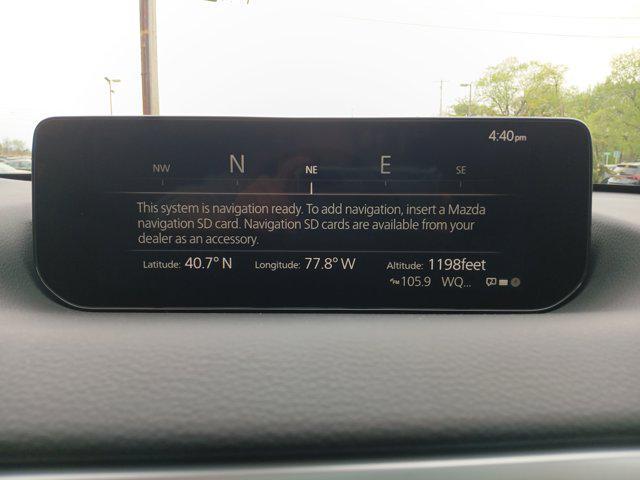 4:40pm
NW N NE E SE
This system is navigation ready. To add navigation, insert a Mazda
navigation SD card. Navigation SD cards are available from your
dealer as an accessory.
Latitude: 40.7° N Longitude: 77.8° W Altitude: 1198feet
FM 105.9 WQ...